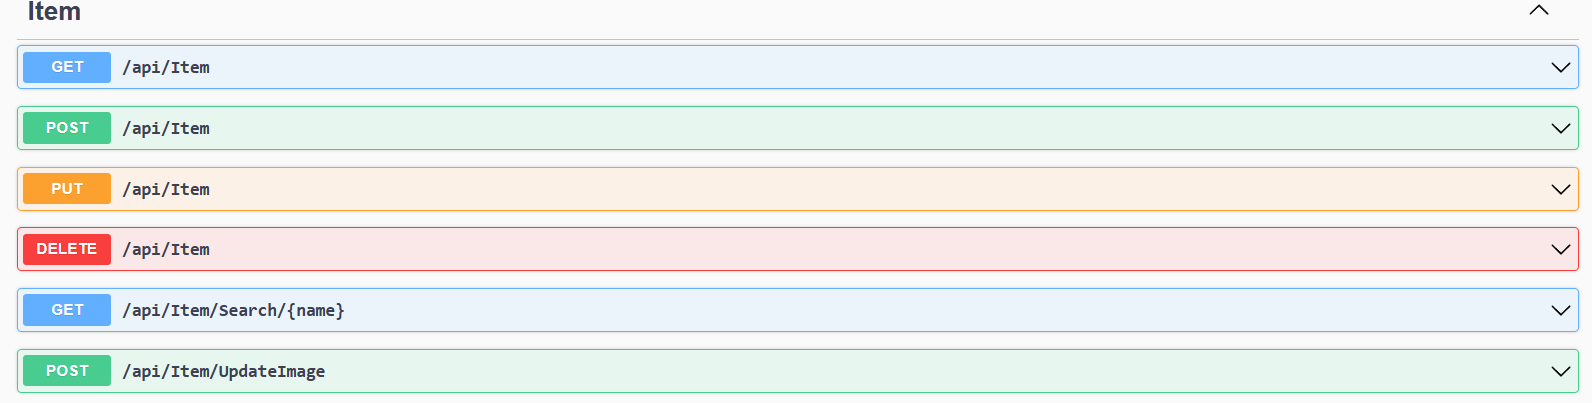 Item
GET /api/Item
POST /api/Item
PUT /api/Item
DELETE /api/Item
GET /api/Item/Search/{name}
POST /api/Item/UpdateImage